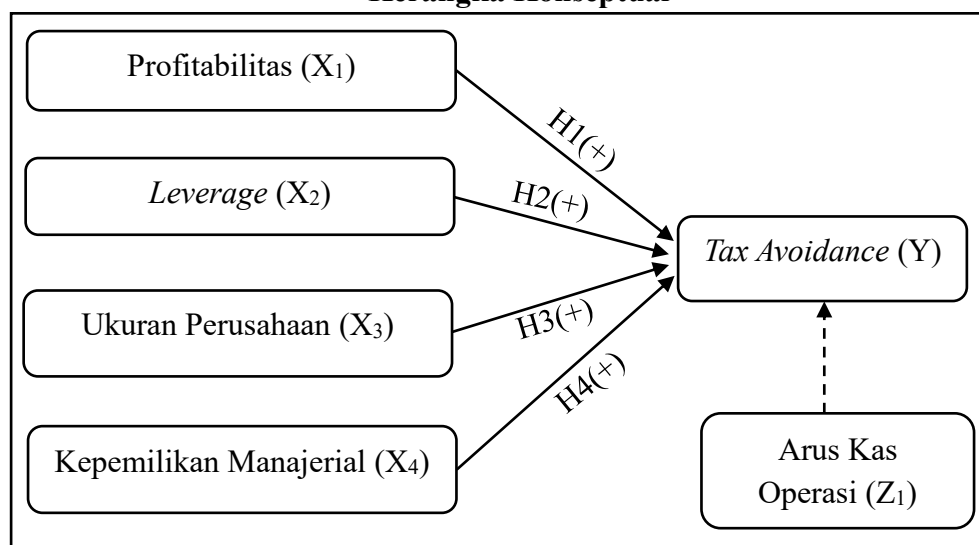 Kerangka Konseptual
Profitabilitas (X₁)
H1(+)
Leverage (X₂)
H2(+)
Tax Avoidance (Y)
Ukuran Perusahaan (X₃)
H3(+)
H4(+)
Kepemilikan Manajerial (X₄)
Arus Kas
Operasi (Z₁)